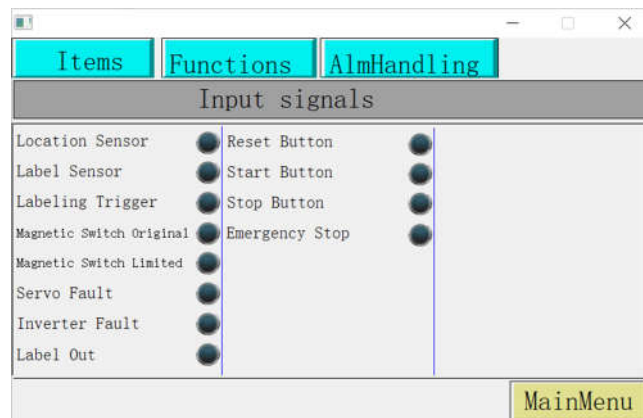 Items Functions AlmHandling
Input signals
Location Sensor
Label Sensor
Labeling Trigger
Magnetic Switch Original
Magnetic Switch Limited
Servo Fault
Inverter Fault
Label Out
Reset Button
Start Button
Stop Button
Emergency Stop
MainMenu